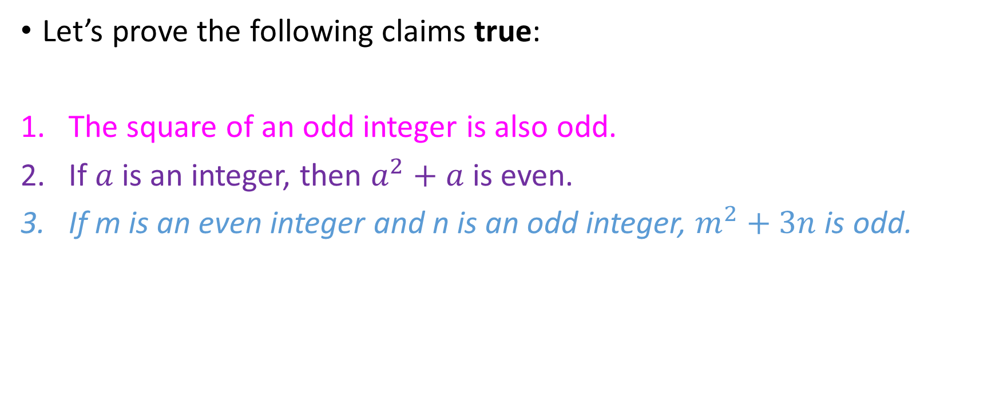 • Let’s prove the following claims true:
1. The square of an odd integer is also odd.
2. If a is an integer, then a² + a is even.
3. If m is an even integer and n is an odd integer, m² + 3n is odd.